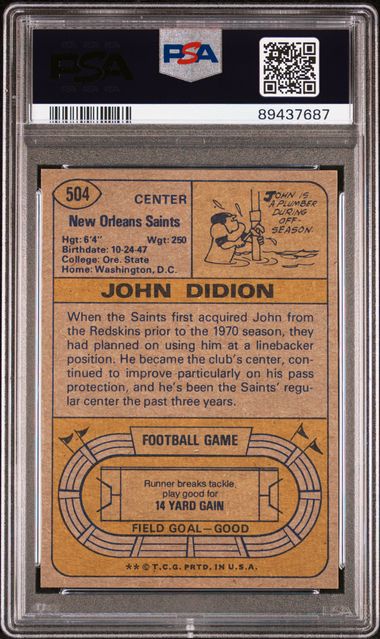 PSA
PSA
89437687
504
CENTER
New Orleans Saints
Hgt: 6'4" Wgt: 250
Birthdate: 10-24-47
College: Ore. State
Home: Washington, D.C.
JOHN IS
A PLUMBER
DURING
OFF-
SEASON.
JOHN DIDION
When the Saints first acquired John from
the Redskins prior to the 1970 season, they
had planned on using him at a linebacker
position. He became the club's center, con-
tinued to improve particularly on his pass
protection, and he's been the Saints' regu-
lar center the past three years.
FOOTBALL GAME
Runner breaks tackle,
play good for
14 YARD GAIN
FIELD GOAL—GOOD
** © T.C.G. PRTD. IN U.S.A.